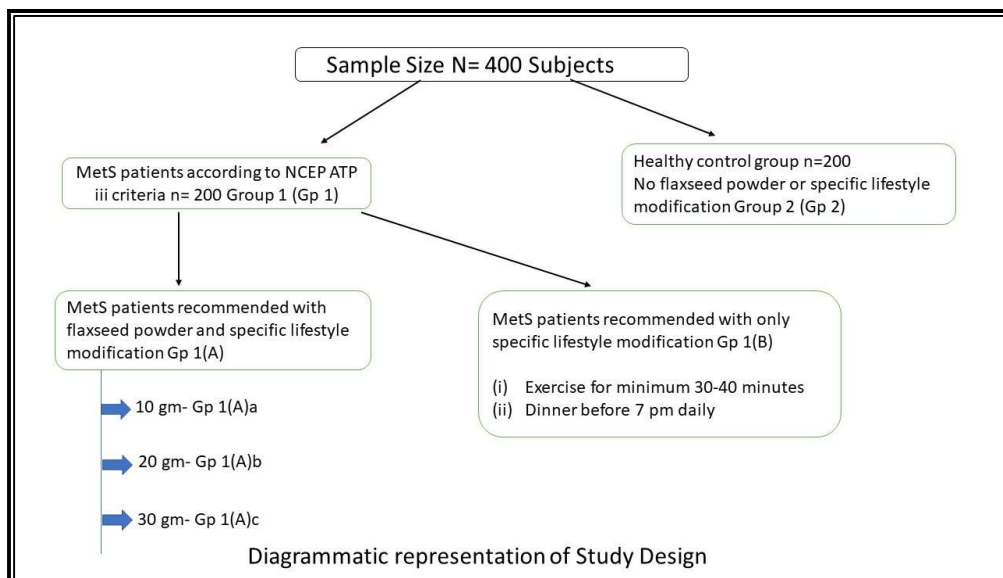 Sample Size N= 400 Subjects
MetS patients according to NCEP ATP
iii criteria n= 200 Group 1 (Gp 1)
Healthy control group n=200
No flaxseed powder or specific lifestyle
modification Group 2 (Gp 2)
MetS patients recommended with
flaxseed powder and specific lifestyle
modification Gp 1(A)
10 gm- Gp 1(A)a
20 gm- Gp 1(A)b
30 gm- Gp 1(A)c
MetS patients recommended with only
specific lifestyle modification Gp 1(B)
(i) Exercise for minimum 30-40 minutes
(ii) Dinner before 7 pm daily
Diagrammatic representation of Study Design